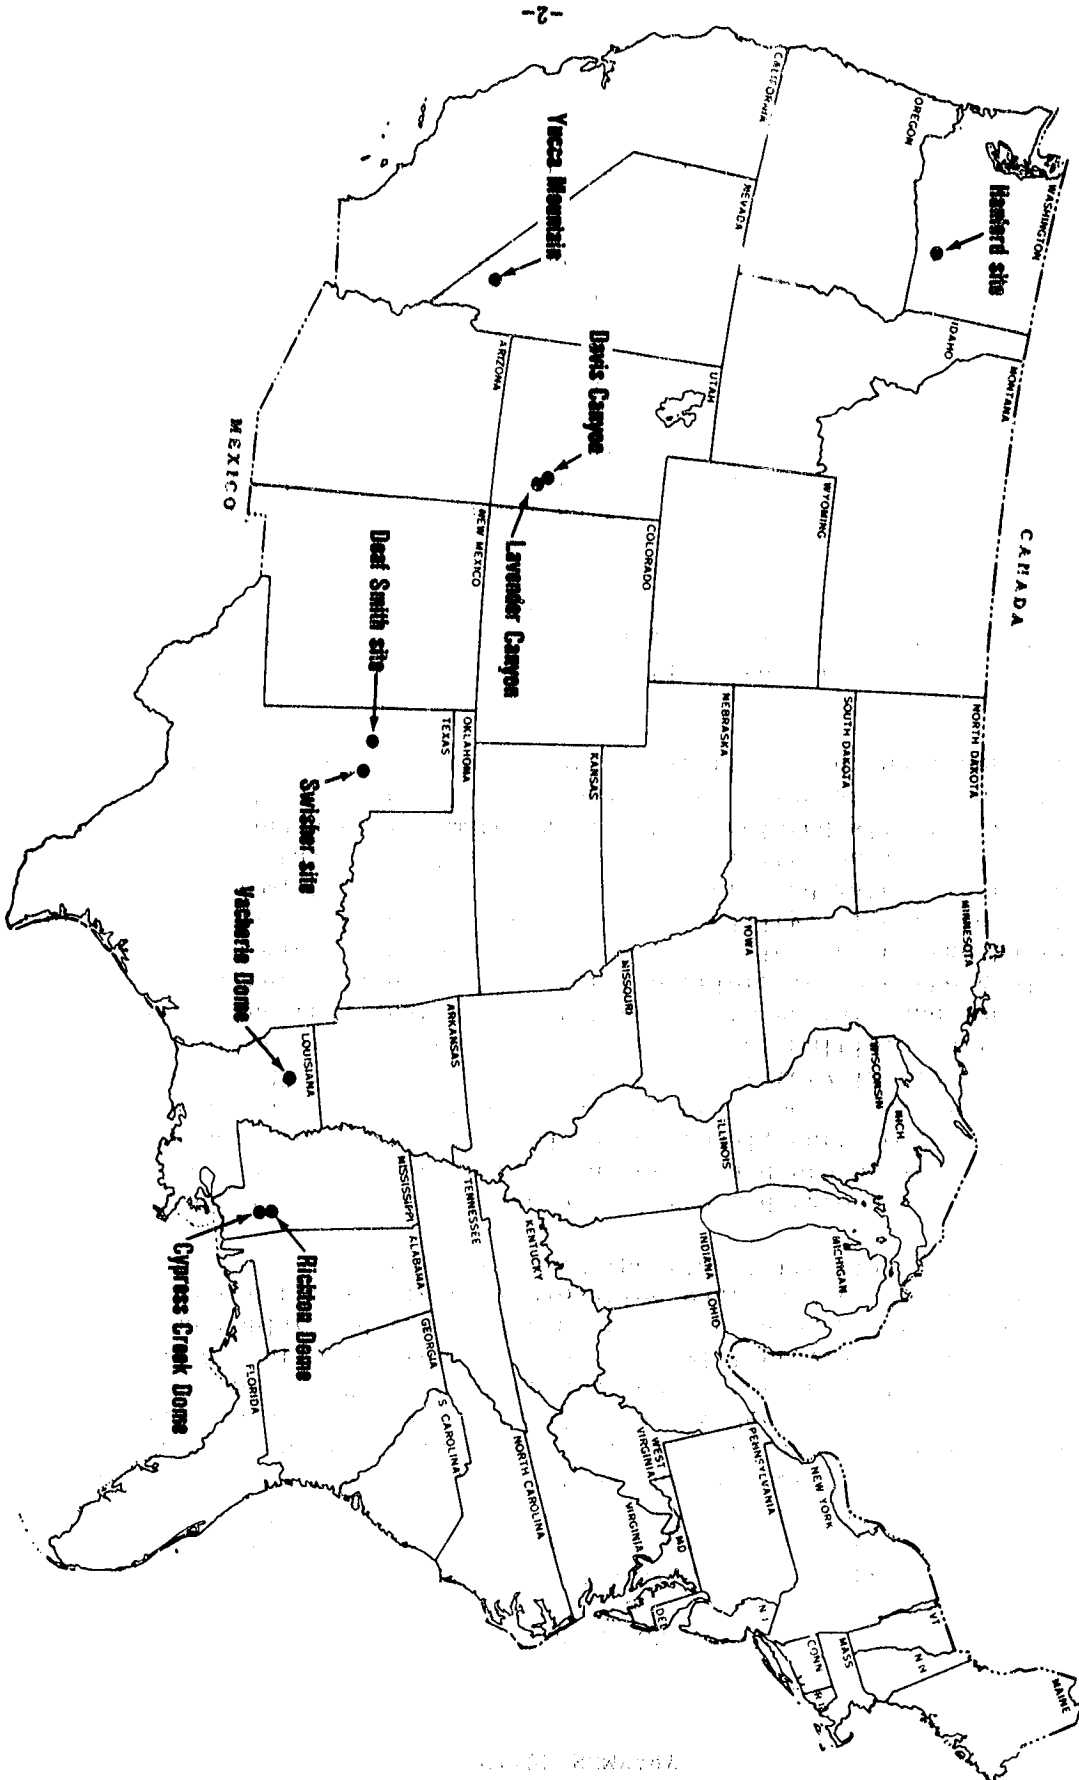 -2-
CANADA
WASHINGTON
Hanford site
MONTANA
NORTH DAKOTA
MINNESOTA
MAINE
OREGON
IDAHO
SOUTH DAKOTA
WISCONSIN
MICH.
MICHIGAN
VT
N H
NEW YORK
MASS
CONN
R I
WYOMING
CALIFORNIA
NEVADA
UTAH
NEBRASKA
IOWA
ILLINOIS
INDIANA
OHIO
PENNSYLVANIA
N J
COLORADO
KANSAS
MISSOURI
WEST
VIRGINIA
MD
DEL
VIRGINIA
KENTUCKY
Yucca Mountain
Davis Canyon
Lavender Canyon
ARIZONA
NEW MEXICO
OKLAHOMA
TEXAS
ARKANSAS
TENNESSEE
NORTH CAROLINA
MISSISSIPPI
ALABAMA
GEORGIA
S CAROLINA
Deaf Smith site
Swisher site
LOUISIANA
Vacherie Dome
Richton Dome
Cypress Creek Dome
FLORIDA
MEXICO